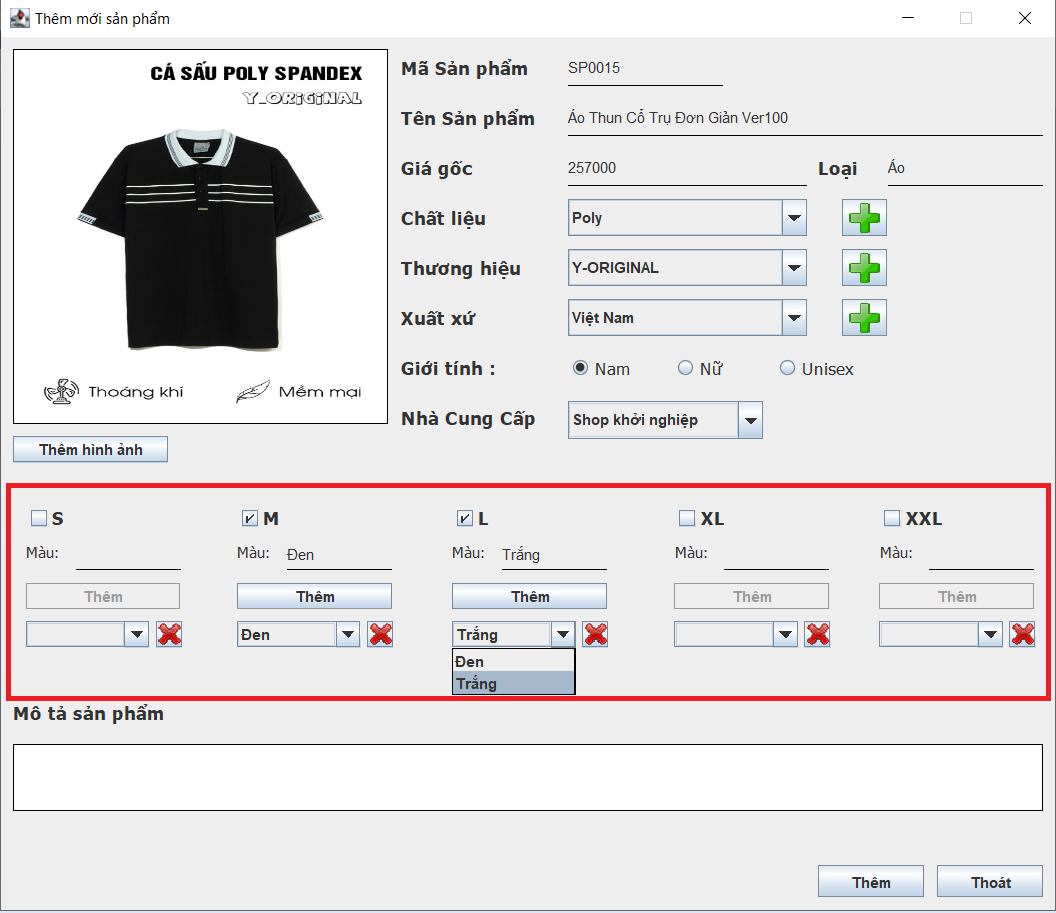 Thêm mới sản phẩm
CÁ SẤU POLY SPANDEX
Y_ORiGiNAL
Thoáng khí
Mềm mại
Thêm hình ảnh
Mã Sản phẩm SP0015
Tên Sản phẩm Áo Thun Cổ Trụ Đơn Giản Ver100
Giá gốc 257000 Loại Áo
Chất liệu Poly
Thương hiệu Y-ORIGINAL
Xuất xứ Việt Nam
Giới tính : Nam Nữ Unisex
Nhà Cung Cấp Shop khởi nghiệp
S M L XL XXL
Màu: Màu: Đen Màu: Trắng Màu: Màu:
Thêm Thêm Thêm Thêm Thêm
Đen Trắng
Đen
Trắng
Mô tả sản phẩm
Thêm Thoát